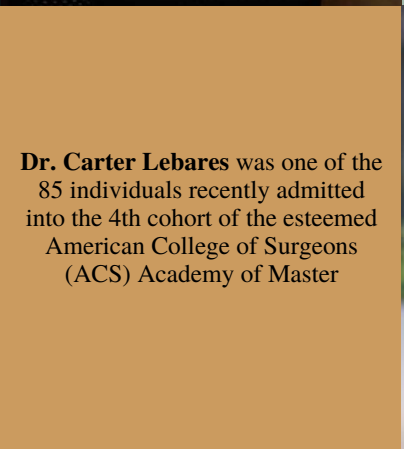 Dr. Carter Lebares was one of the
85 individuals recently admitted
into the 4th cohort of the esteemed
American College of Surgeons
(ACS) Academy of Master